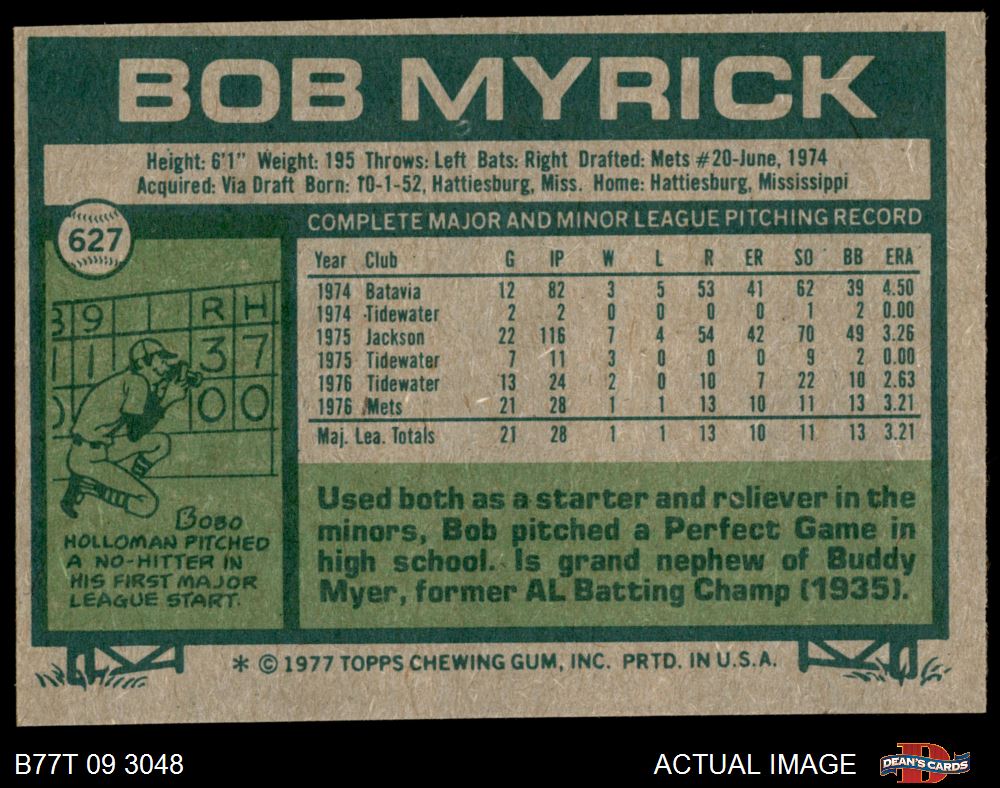 BOB MYRICK
Height: 6'1" Weight: 195 Throws: Left Bats: Right Drafted: Mets #20-June, 1974
Acquired: Via Draft Born: 10-1-52, Hattiesburg, Miss. Home: Hattiesburg, Mississippi
627
COMPLETE MAJOR AND MINOR LEAGUE PITCHING RECORD
Year Club G IP W L R ER SO BB ERA
1974 Batavia 12 82 3 5 53 41 62 39 4.50
1974 Tidewater 2 2 0 0 0 0 1 2 0.00
1975 Jackson 22 116 7 4 54 42 70 49 3.26
1975 Tidewater 7 11 3 0 0 0 9 2 0.00
1976 Tidewater 13 24 2 0 10 7 22 10 2.63
1976 Mets 21 28 1 1 13 10 11 13 3.21
Maj. Lea. Totals 21 28 1 1 13 10 11 13 3.21
9 R H
1 1 3 7
0 0
BOBO
HOLLOMAN PITCHED
A NO-HITTER IN
HIS FIRST MAJOR
LEAGUE START.
Used both as a starter and reliever in the
minors, Bob pitched a Perfect Game in
high school. Is grand nephew of Buddy
Myer, former AL Batting Champ (1935).
* © 1977 TOPPS CHEWING GUM, INC. PRTD. IN U.S.A.
B77T 09 3048
ACTUAL IMAGE
DEAN'S CARDS